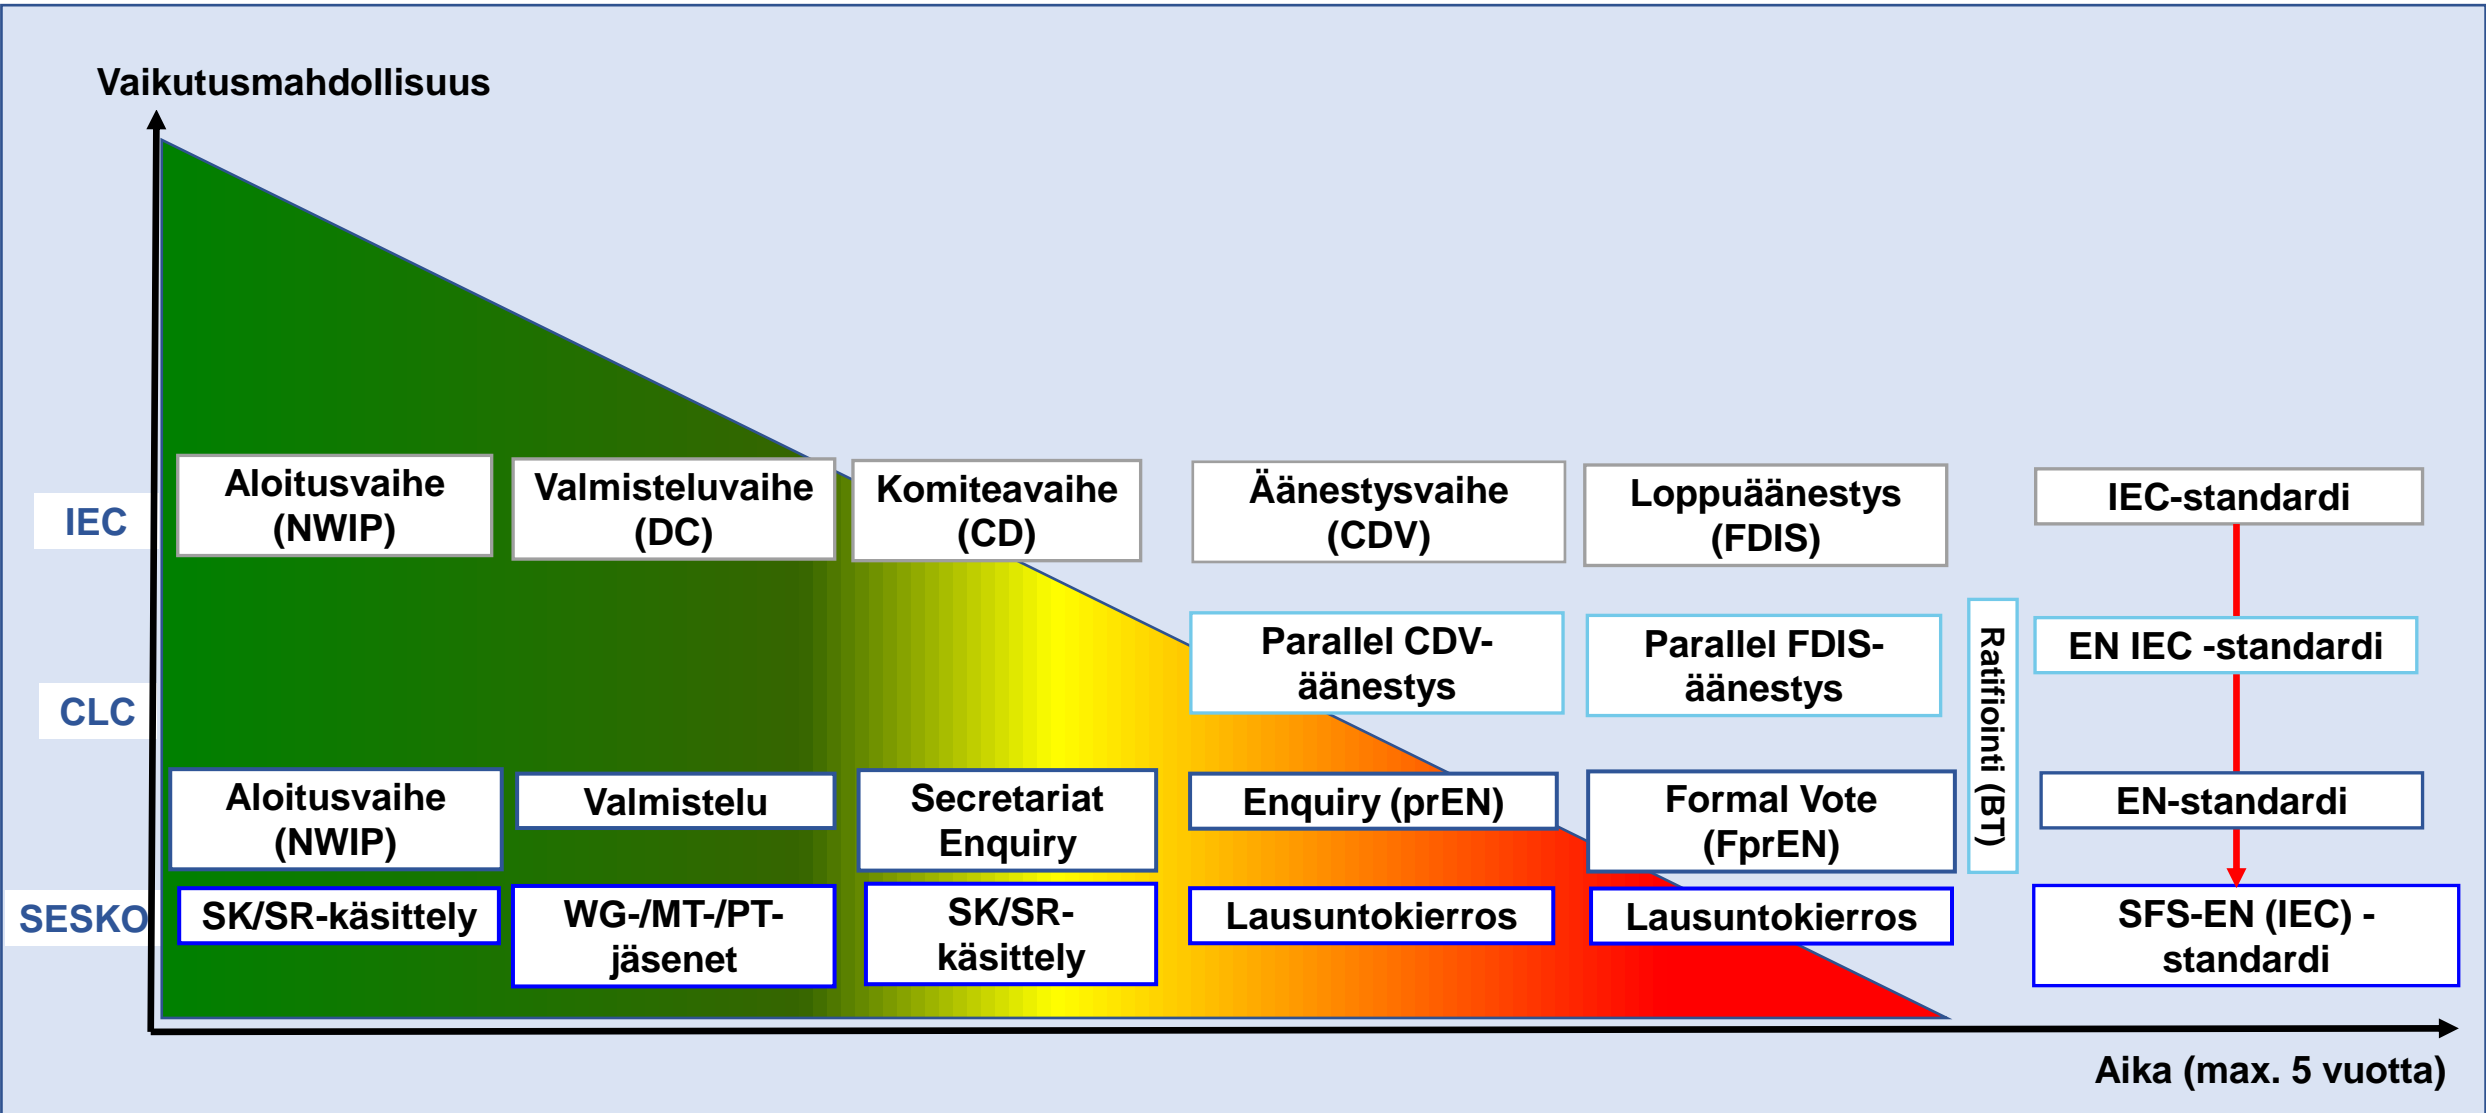 Vaikutusmahdollisuus
IEC
Aloitusvaihe
(NWIP)
Valmisteluvaihe
(DC)
Komiteavaihe
(CD)
Äänestysvaihe
(CDV)
Loppuäänestys
(FDIS)
IEC-standardi
CLC
Parallel CDV-
äänestys
Parallel FDIS-
äänestys
Ratifiointi (BT)
EN IEC -standardi
Aloitusvaihe
(NWIP)
Valmistelu
Secretariat
Enquiry
Enquiry (prEN)
Formal Vote
(FprEN)
EN-standardi
SESKO
SK/SR-käsittely
WG-/MT-/PT-
jäsenet
SK/SR-
käsittely
Lausuntokierros
Lausuntokierros
SFS-EN (IEC) -
standardi
Aika (max. 5 vuotta)